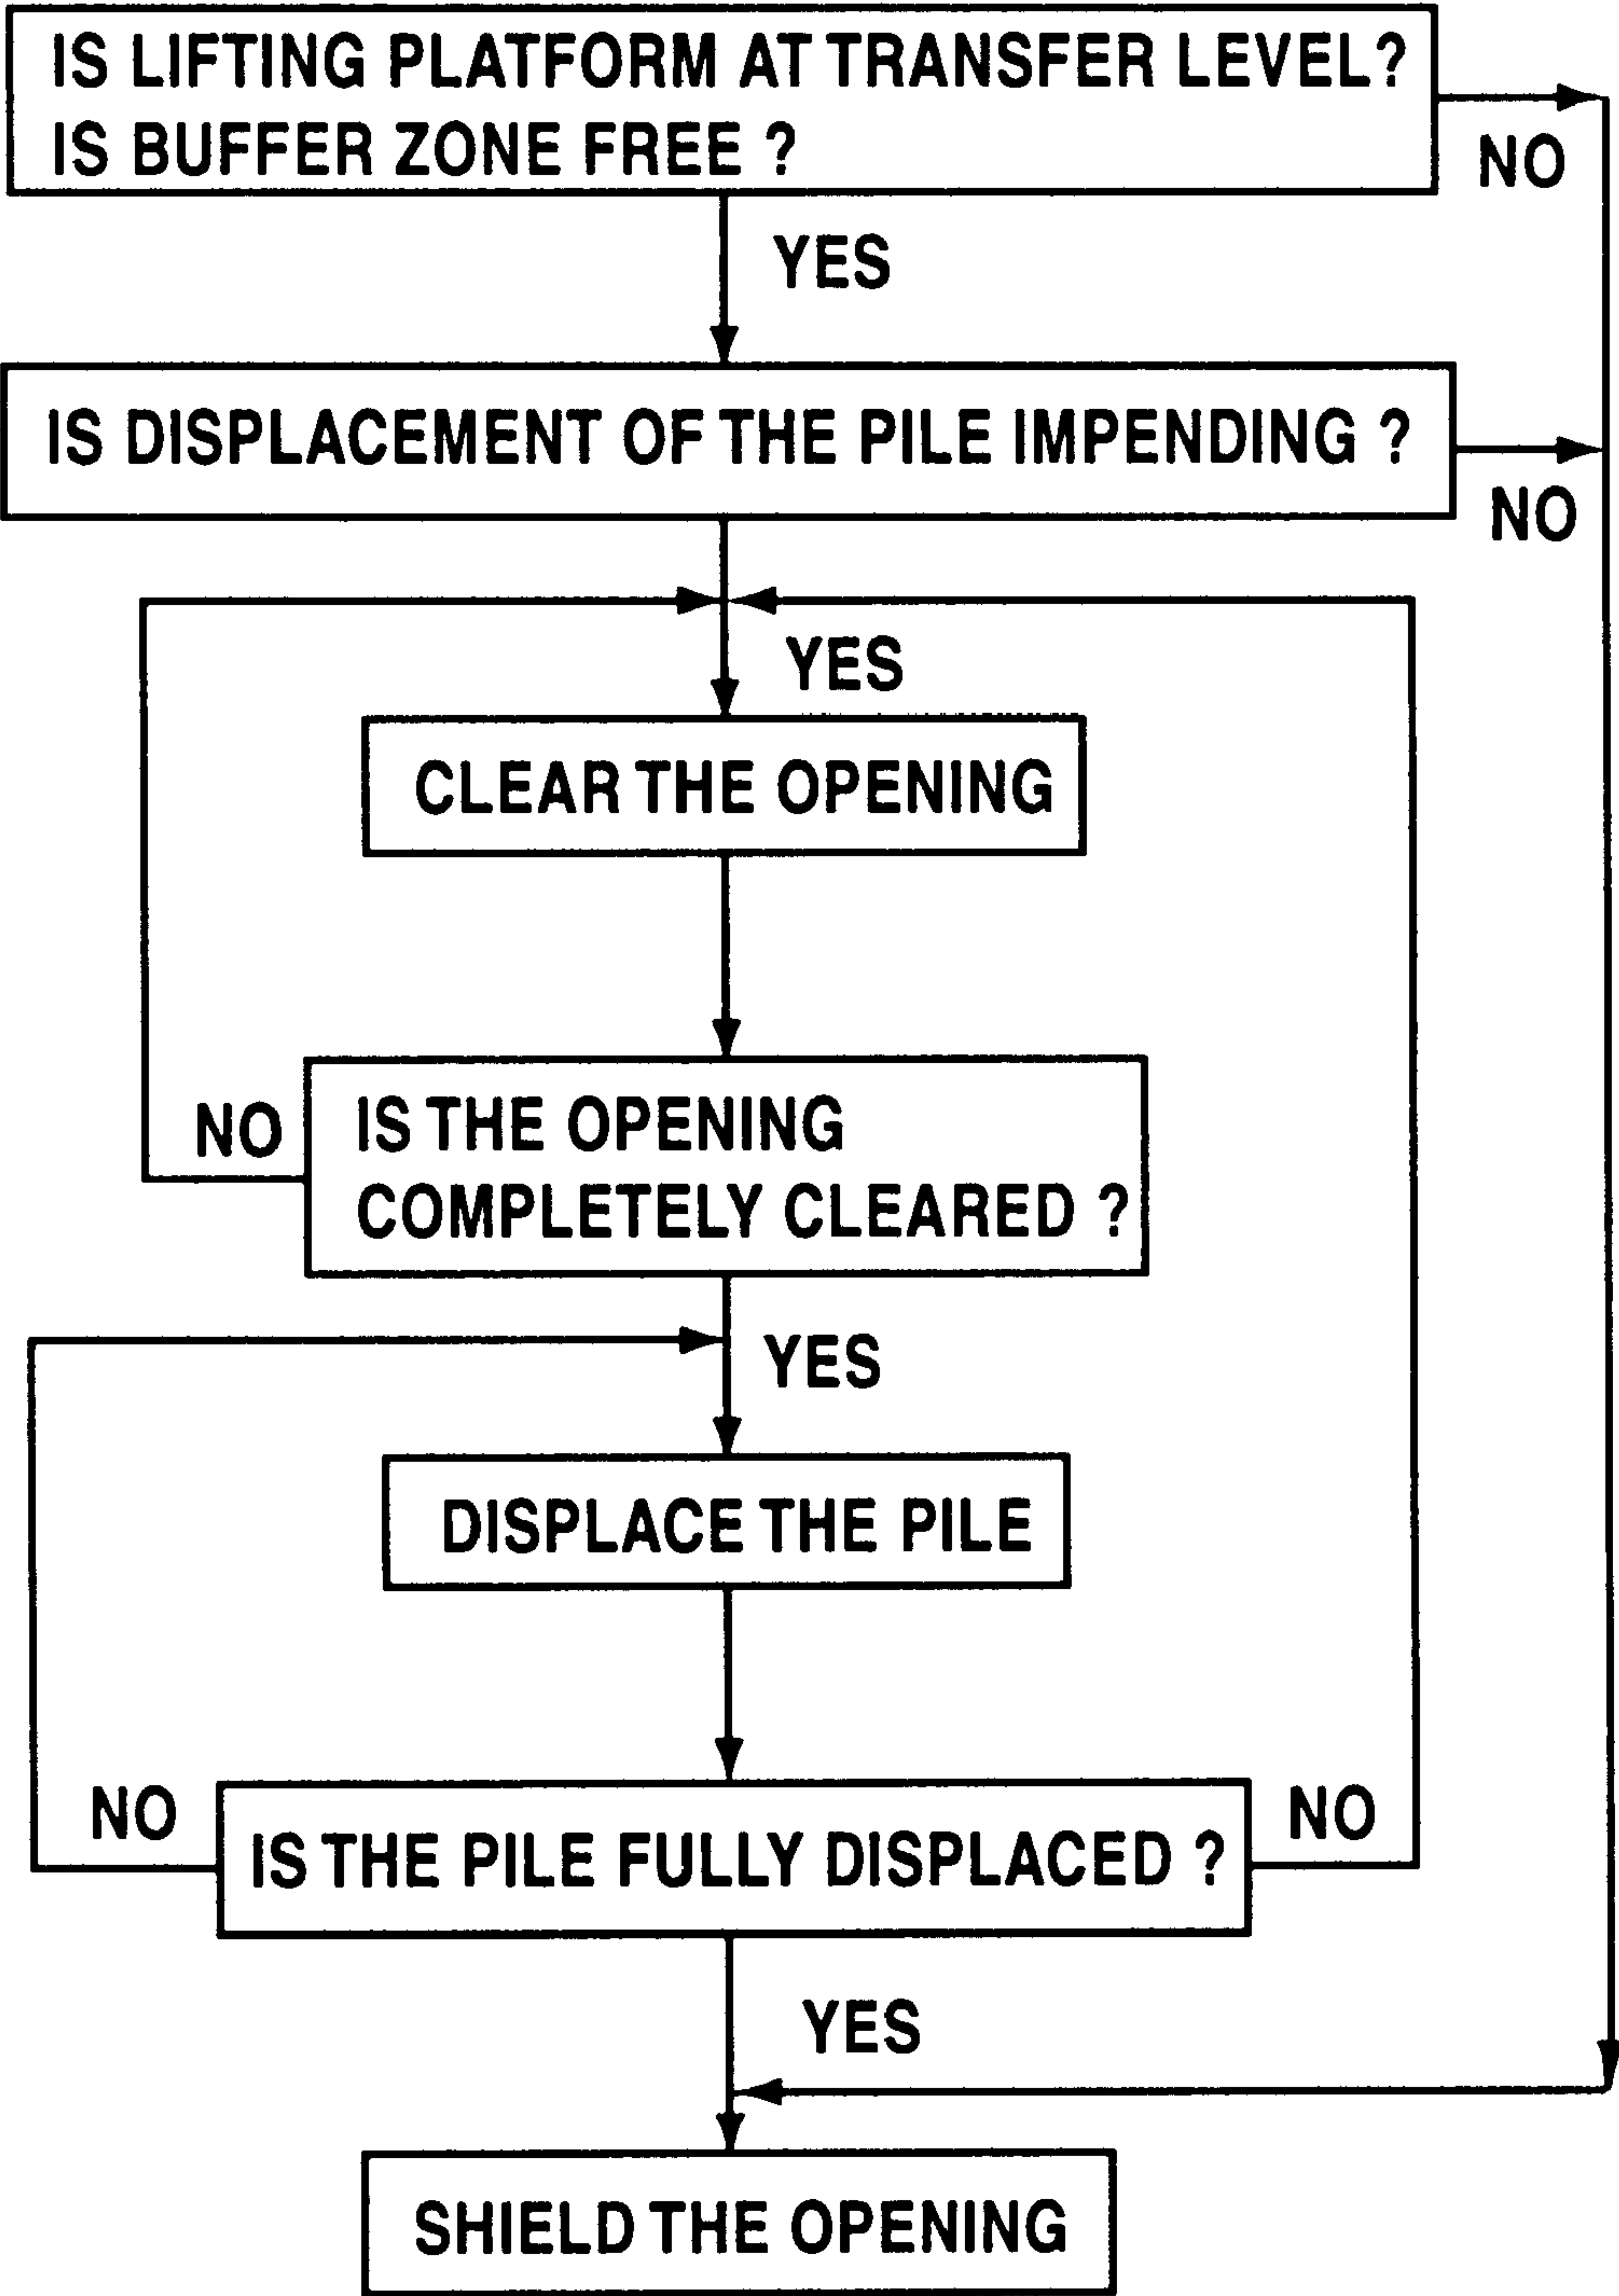 IS LIFTING PLATFORM AT TRANSFER LEVEL?
IS BUFFER ZONE FREE ?
NO
YES
IS DISPLACEMENT OF THE PILE IMPENDING ?
NO
YES
CLEAR THE OPENING
NO
IS THE OPENING
COMPLETELY CLEARED ?
YES
DISPLACE THE PILE
NO
IS THE PILE FULLY DISPLACED ?
NO
YES
SHIELD THE OPENING